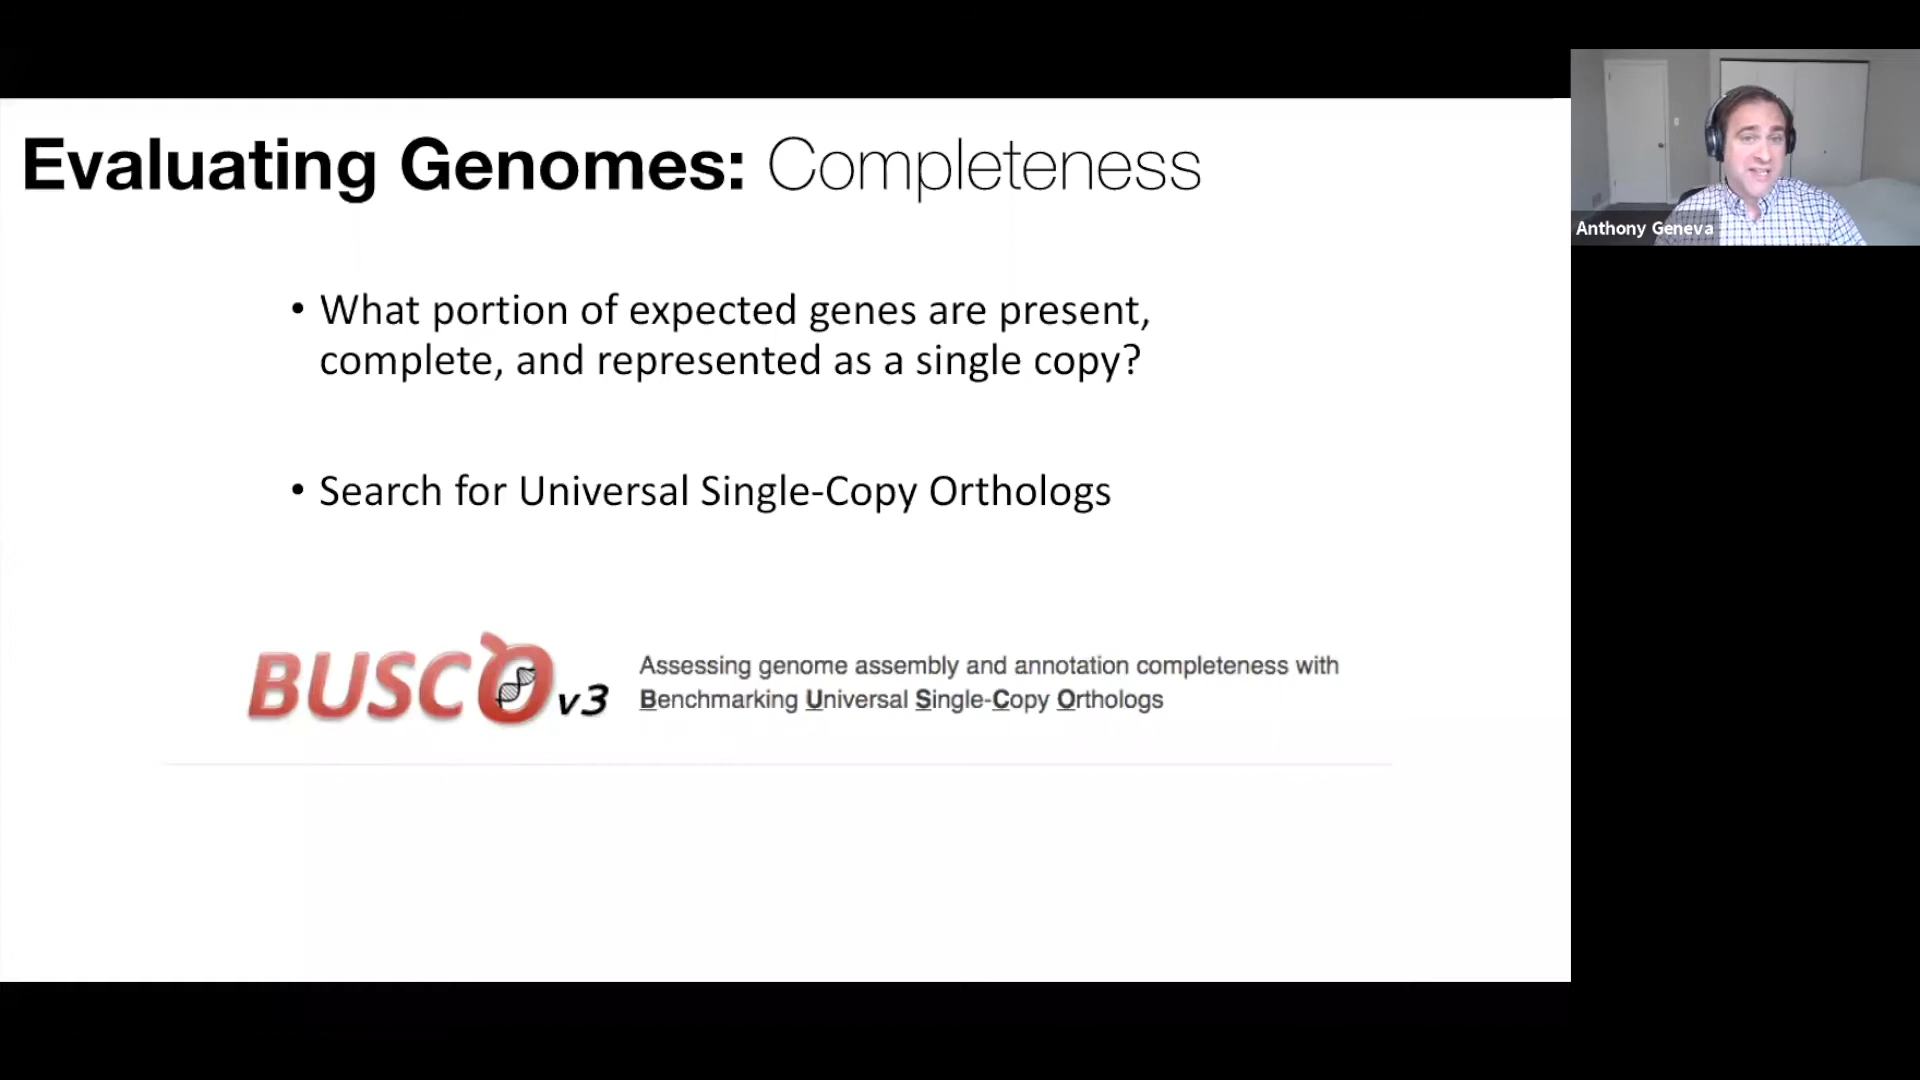 Evaluating Genomes: Completeness
Anthony Geneva
• What portion of expected genes are present,
complete, and represented as a single copy?
• Search for Universal Single-Copy Orthologs
BUSCO v3
Assessing genome assembly and annotation completeness with
Benchmarking Universal Single-Copy Orthologs